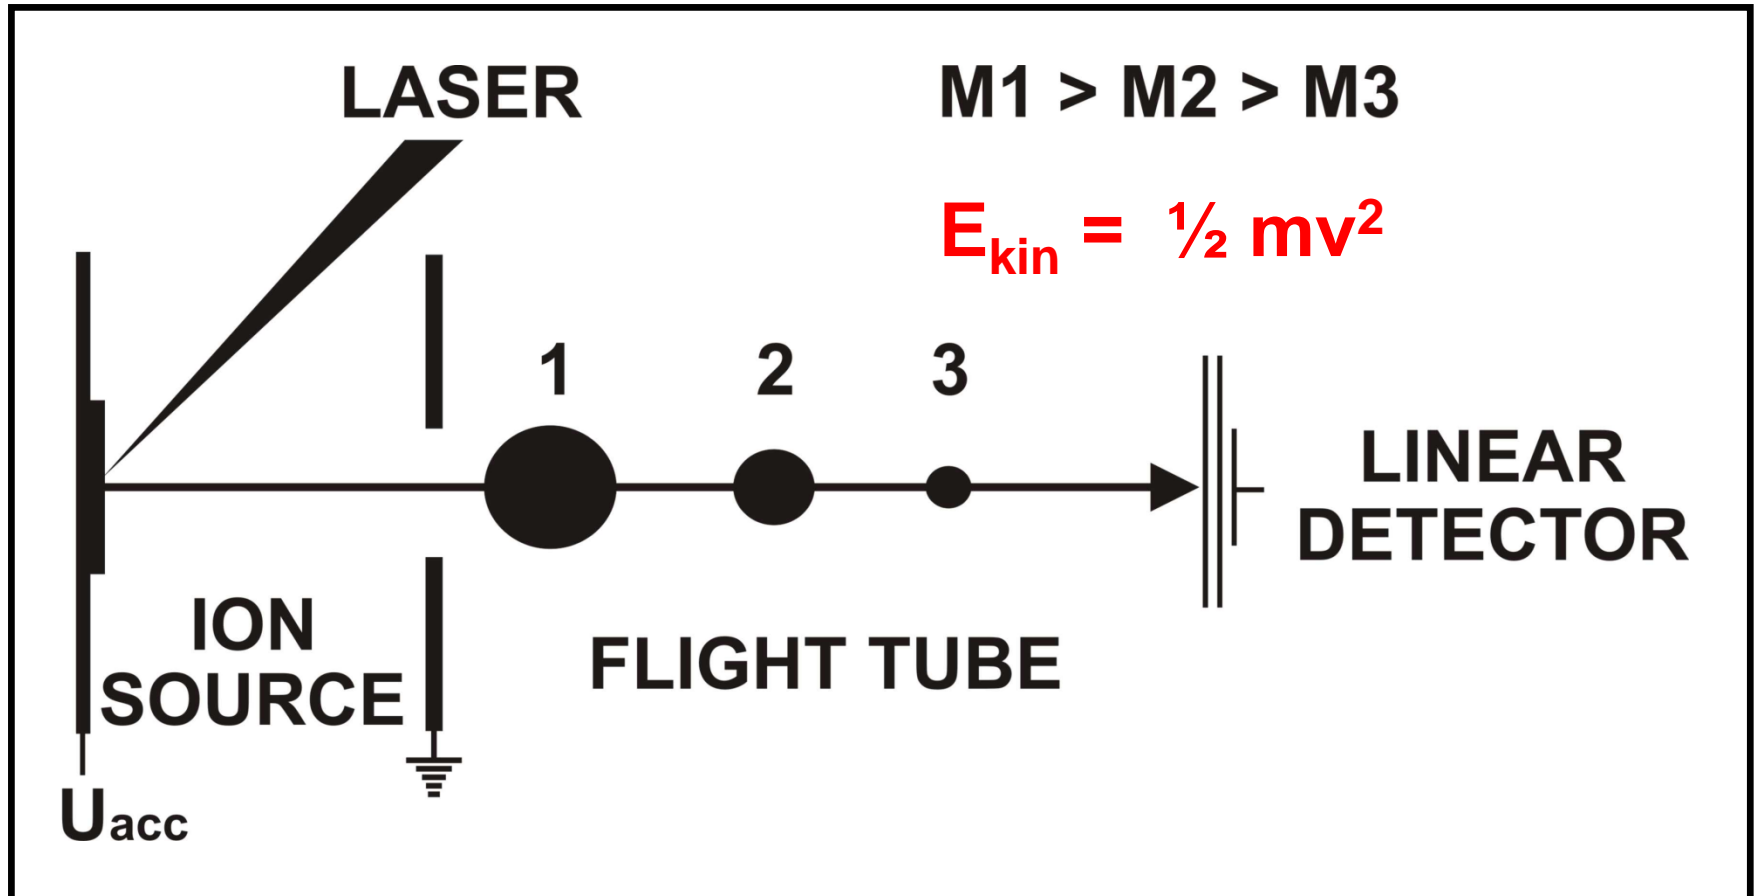 LASER
M1 > M2 > M3
Ekin = ½ mv²
1 2 3
LINEAR
DETECTOR
ION
SOURCE
FLIGHT TUBE
Uacc